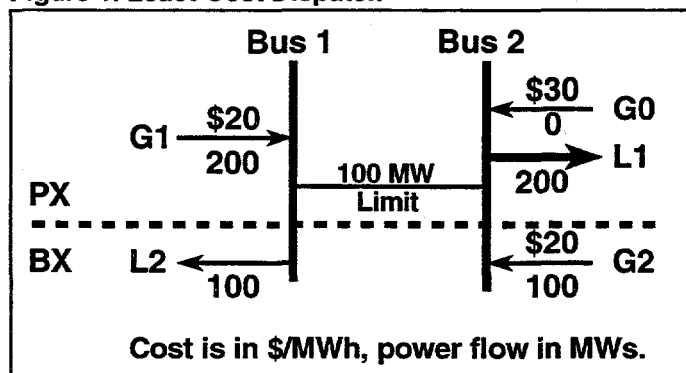 Figure 1. Least Cost Dispatch
Bus 1 Bus 2
$30
G0
0
$20
G1
200
L1
200
100 MW
Limit
PX
BX
L2
100
$20
G2
100
Cost is in $/MWh, power flow in MWs.